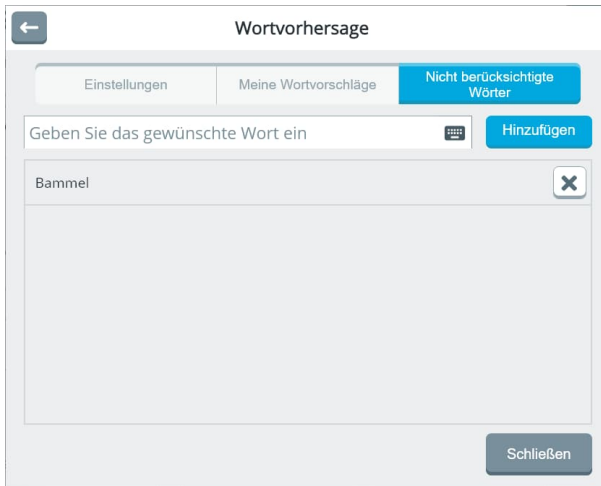 Wortvorhersage
Einstellungen
Meine Wortvorschläge
Nicht berücksichtigte
Wörter
Geben Sie das gewünschte Wort ein
Hinzufügen
Bammel
Schließen